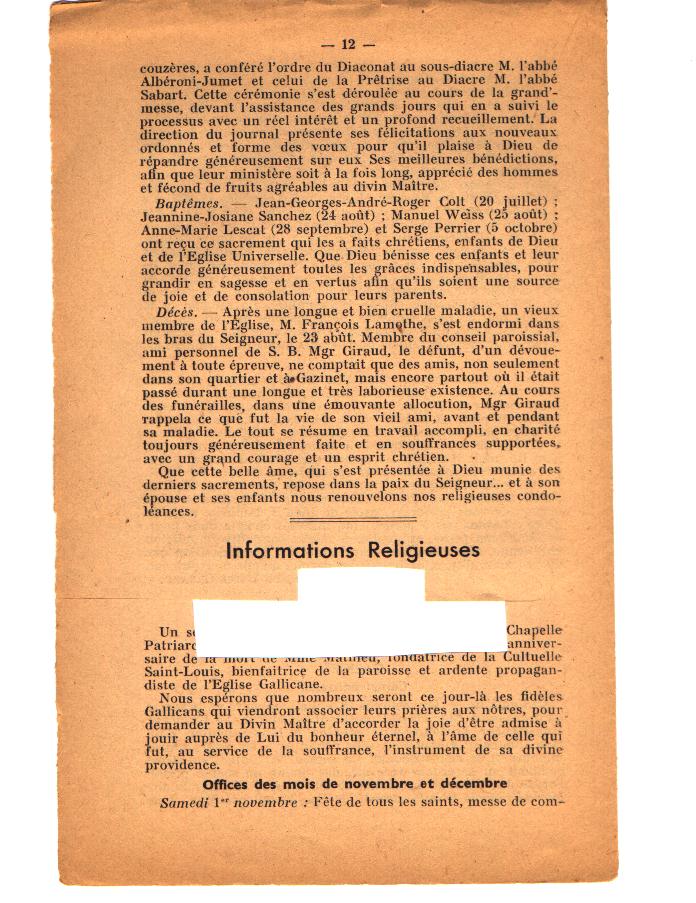 — 12 —
couzères, a conféré l'ordre du Diaconat au sous-diacre M. l'abbé
Albéroni-Jumet et celui de la Prêtrise au Diacre M. l'abbé
Sabart. Cette cérémonie s'est déroulée au cours de la grand'-
messe, devant l'assistance des grands jours qui en a suivi le
processus avec un réel intérêt et un profond recueillement. La
direction du journal présente ses félicitations aux nouveaux
ordonnés et forme des vœux pour qu'il plaise à Dieu de
répandre généreusement sur eux Ses meilleures bénédictions,
afin que leur ministère soit à la fois long, apprécié des hommes
et fécond de fruits agréables au divin Maître.
Baptêmes. — Jean-Georges-André-Roger Colt (20 juillet) ;
Jeannine-Josiane Sanchez (24 août) ; Manuel Weiss (25 août) ;
Anne-Marie Lescat (28 septembre) et Serge Perrier (5 octobre)
ont reçu ce sacrement qui les a faits chrétiens, enfants de Dieu
et de l'Eglise Universelle. Que Dieu bénisse ces enfants et leur
accorde généreusement toutes les grâces indispensables, pour
grandir en sagesse et en vertus afin qu'ils soient une source
de joie et de consolation pour leurs parents.
Décès. — Après une longue et bien cruelle maladie, un vieux
membre de l'Église, M. François Lamothe, s'est endormi dans
les bras du Seigneur, le 23 août. Membre du conseil paroissial,
ami personnel de S. B. Mgr Giraud, le défunt, d'un dévoue-
ment à toute épreuve, ne comptait que des amis, non seulement
dans son quartier et à Gazinet, mais encore partout où il était
passé durant une longue et très laborieuse existence. Au cours
des funérailles, dans une émouvante allocution, Mgr Giraud
rappela ce que fut la vie de son vieil ami, avant et pendant
sa maladie. Le tout se résume en travail accompli, en charité
toujours généreusement faite et en souffrances supportées,
avec un grand courage et un esprit chrétien.
Que cette belle âme, qui s'est présentée à Dieu munie des
derniers sacrements, repose dans la paix du Seigneur... et à son
épouse et ses enfants nous renouvelons nos religieuses condo-
léances.
Informations Religieuses
Un Chapelle
Patriarc anniver-
saire de la mort de Mme Mathieu, fondatrice de la Cultuelle
Saint-Louis, bienfaitrice de la paroisse et ardente propagan-
diste de l'Eglise Gallicane.
Nous espérons que nombreux seront ce jour-là les fidèles
Gallicans qui viendront associer leurs prières aux nôtres, pour
demander au Divin Maître d'accorder la joie d'être admise à
jouir auprès de Lui du bonheur éternel, à l'âme de celle qui
fut, au service de la souffrance, l'instrument de sa divine
providence.
Offices des mois de novembre et décembre
Samedi 1er novembre : Fête de tous les saints, messe de com-